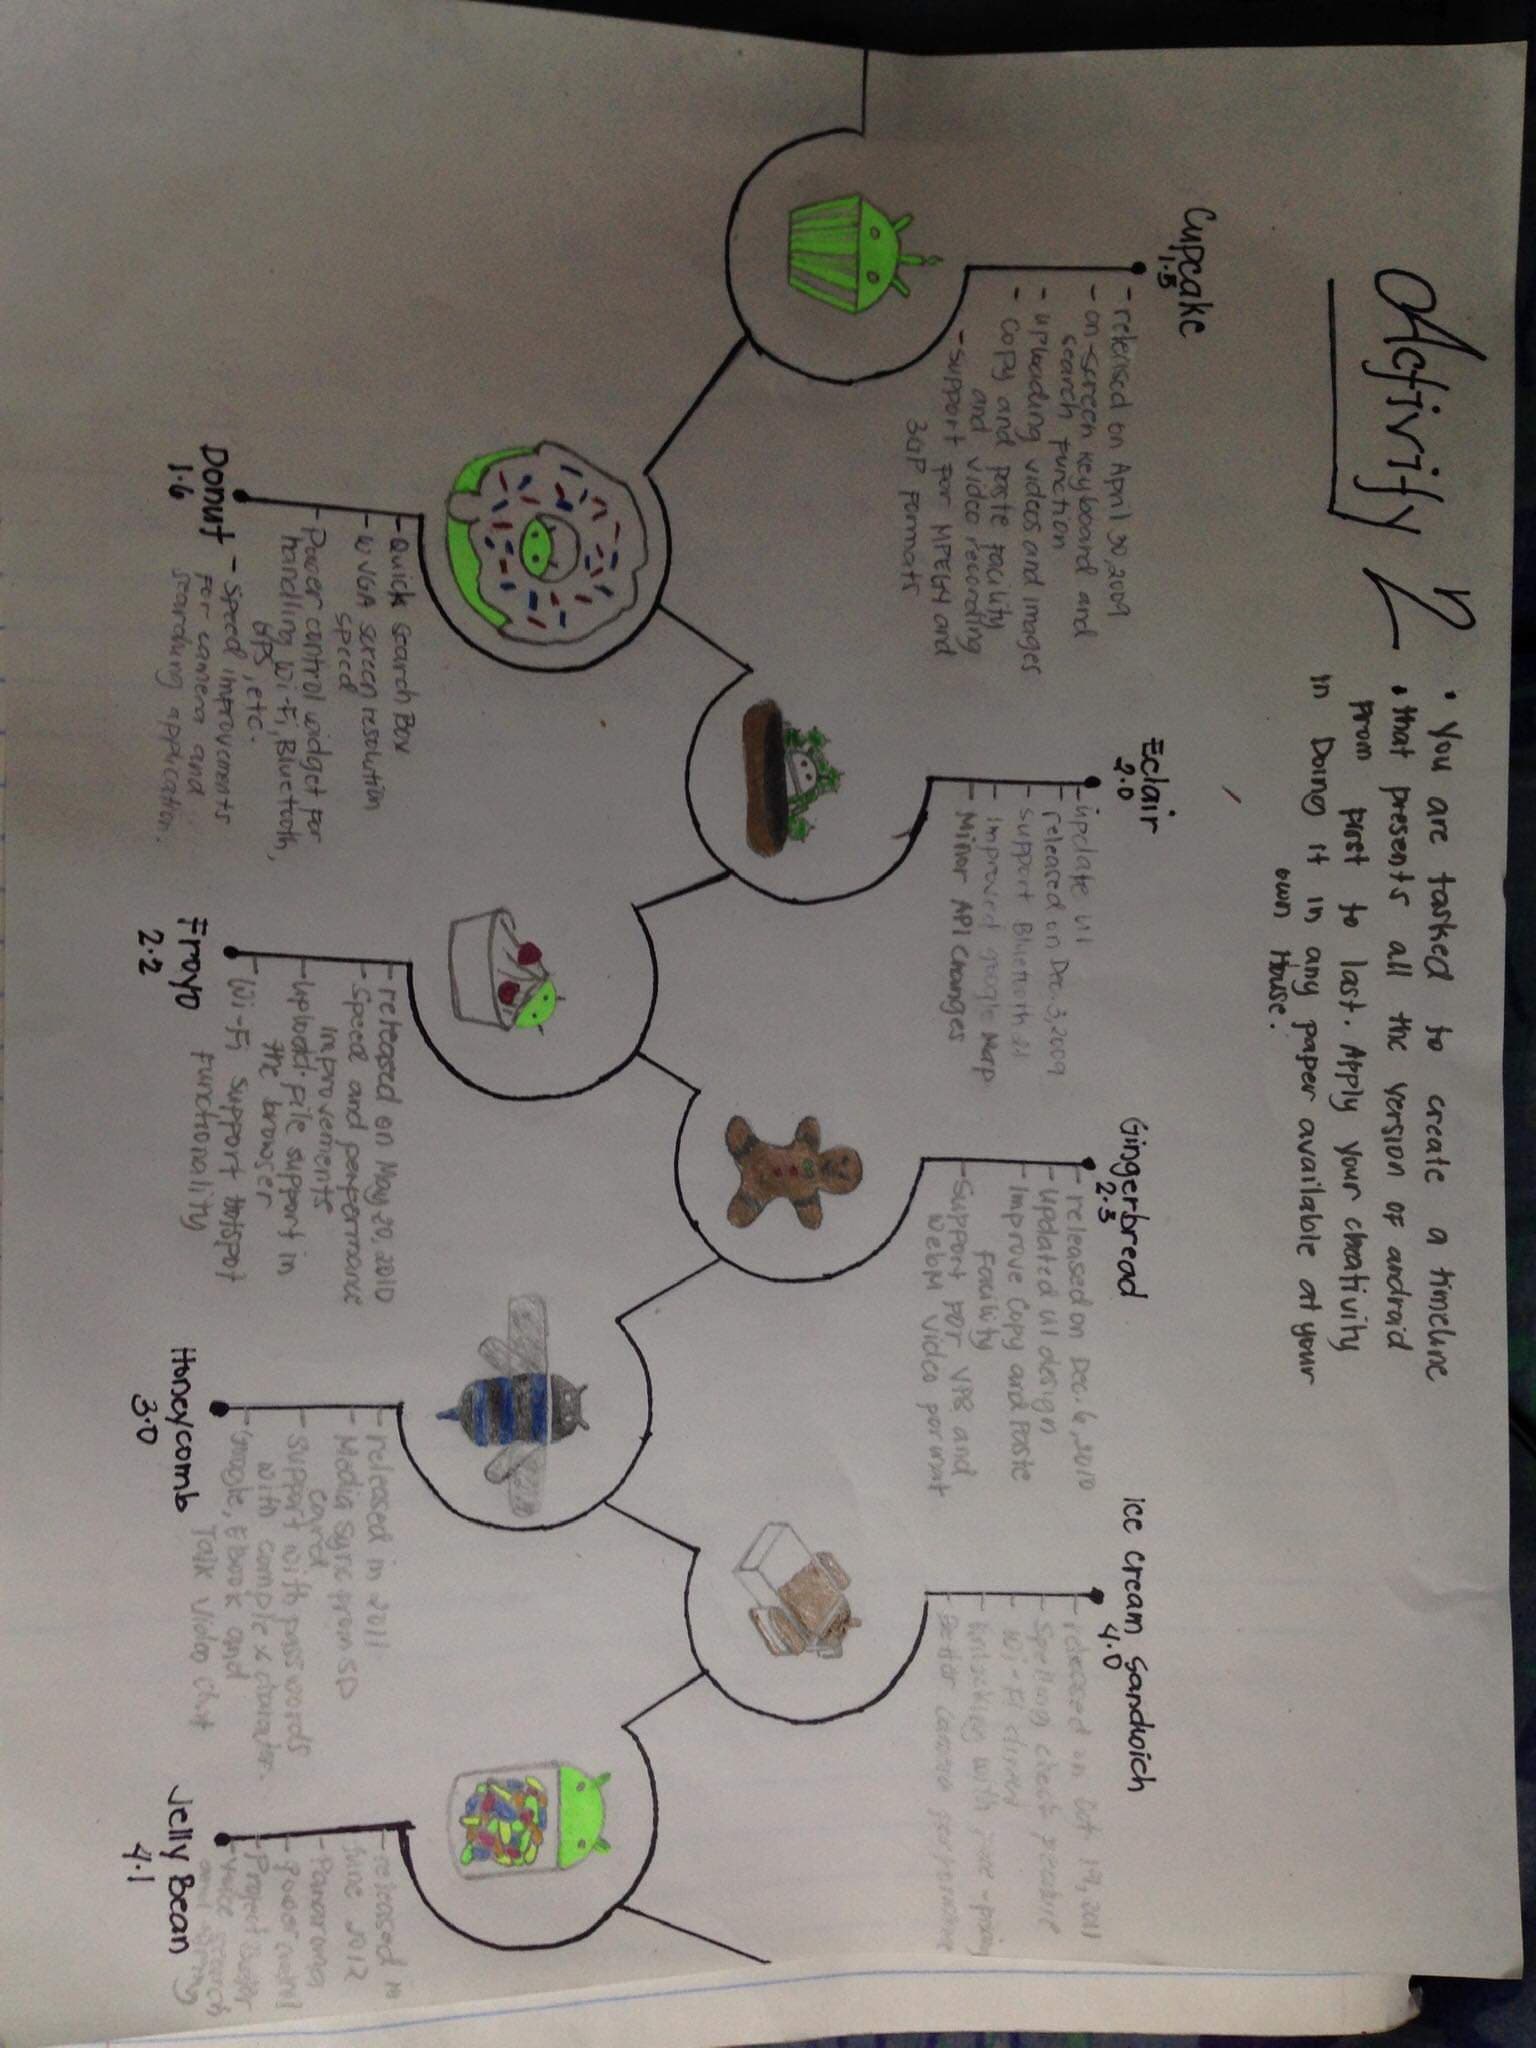 Activity 2
• You are tasked to create a timeline
• that presents all the version of android
from first to last. Apply your creativity
in Doing it in any paper available at your
own House.
Cupcake
1.5
- released on April 30, 2009
- on-screen keyboard and
search function
- uploading videos and images
- copy and paste facility
and video recording
- support for MPEG4 and
3GP formats
Donut
1.6
- Quick search Box
- WVGA screen resolution
speed
- Power control widget for
handling Wi-Fi, Bluetooth,
GPS, etc.
- Speed improvements
for camera and
searching application.
Eclair
2.0
- update UI
- released on Dec. 3, 2009
- support Bluetooth 2.1
- improved google Map
- Minor API Changes
Froyo
2.2
- released on May 20, 2010
- Speed and performance
improvements
- upload file support in
the browser
- Wi-Fi support Hotspot
functionality
Gingerbread
2.3
- released on Dec. 6, 2010
- updated UI design
- Improve Copy and Paste
Facility
- Support for VP8 and
WebM video format
Honeycomb
3.0
- released in 2011
- Media Sync from SD
card
- support with passwords
with complex character.
- Google, Ebook and
Talk Video Chat
ice cream Sandwich
4.0
- released on Oct. 19, 2011
- Spelling check feature
- Wi-Fi direct
- Unlocking with face-
- Better Camera performance
Jelly Bean
4.1
- released in
June 2012
- Panorama
- Power
- Project Butter
- Voice search
and